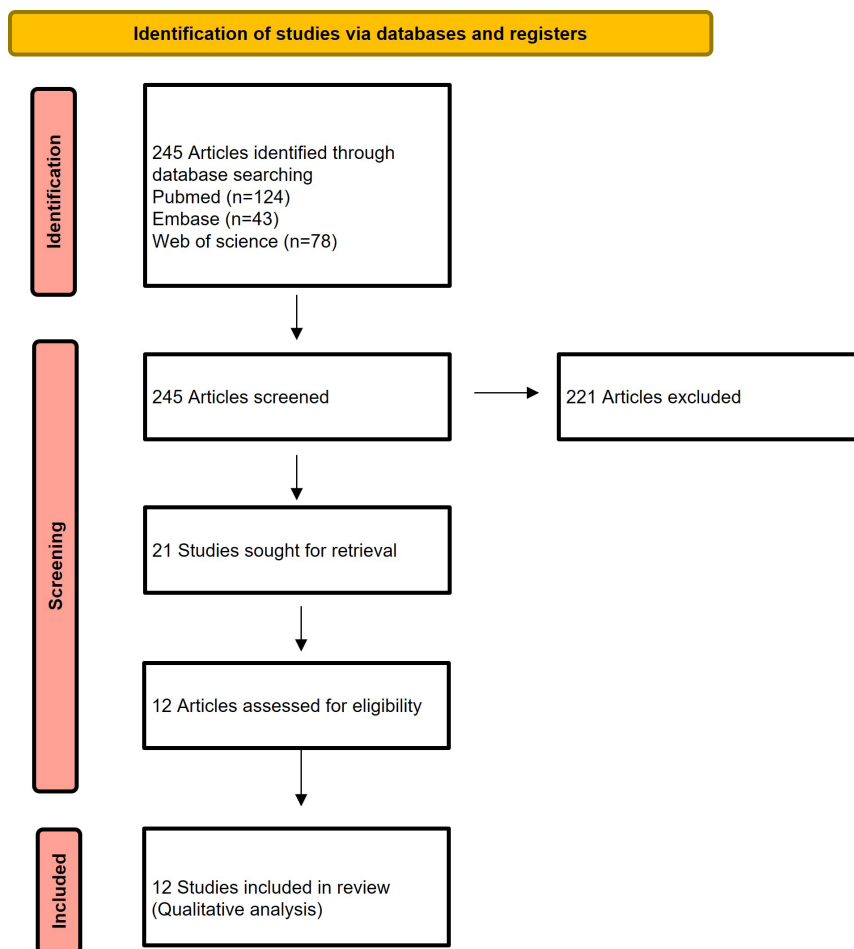 Identification of studies via databases and registers
Identification
245 Articles identified through
database searching
Pubmed (n=124)
Embase (n=43)
Web of science (n=78)
Screening
245 Articles screened
221 Articles excluded
21 Studies sought for retrieval
12 Articles assessed for eligibility
Included
12 Studies included in review
(Qualitative analysis)